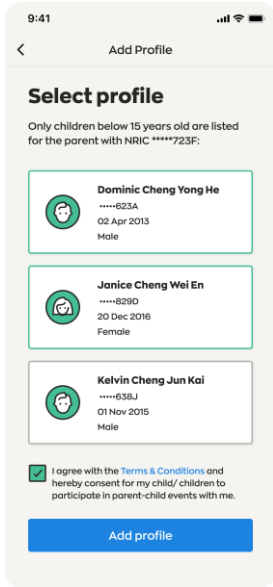 9:41
Add Profile
Select profile
Only children below 15 years old are listed
for the parent with NRIC *****723F:
Dominic Cheng Yong He
•••••623A
02 Apr 2013
Male
Janice Cheng Wei En
•••••829D
20 Dec 2016
Female
Kelvin Cheng Jun Kai
•••••638J
01 Nov 2015
Male
I agree with the Terms & Conditions and
hereby consent for my child/ children to
participate in parent-child events with me.
Add profile